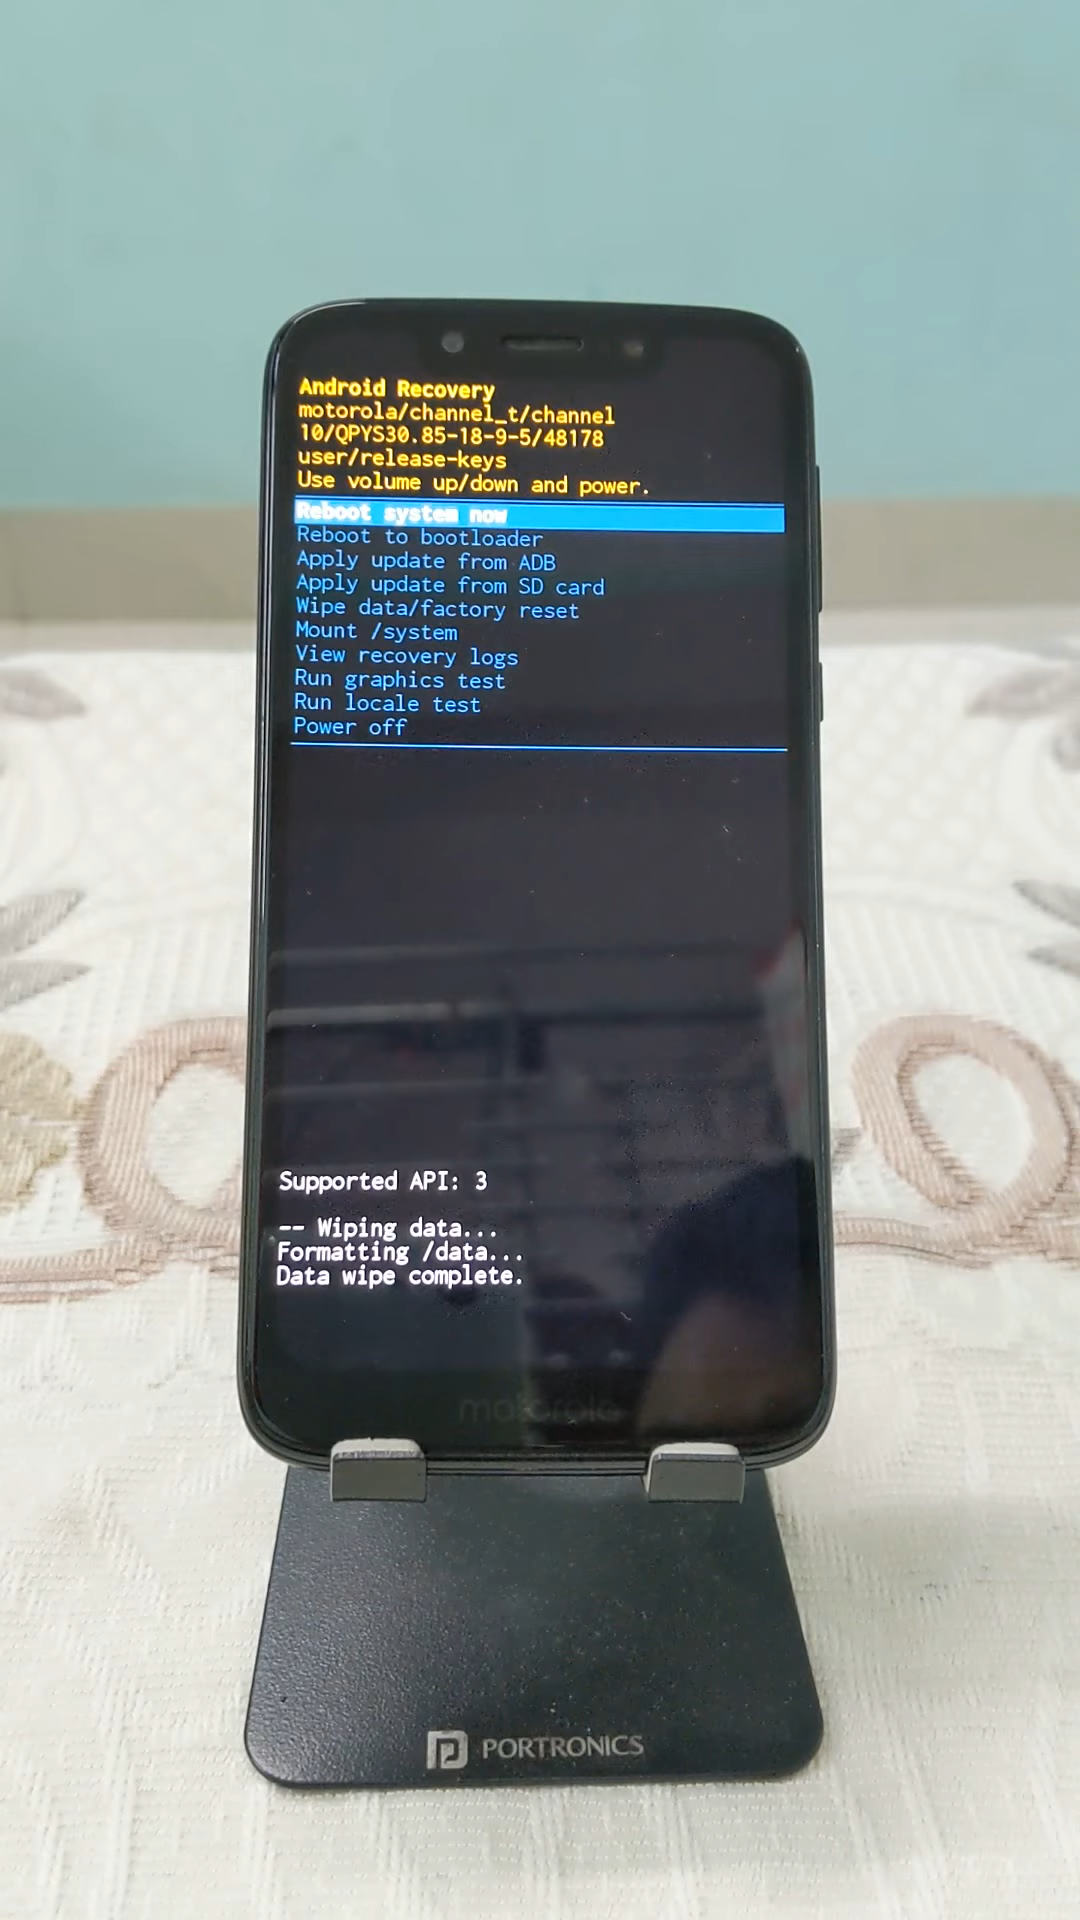 Android Recovery
motorola/channel_t/channel
10/QPYS30.85-18-9-5/48178
user/release-keys
Use volume up/down and power.
Reboot system now
Reboot to bootloader
Apply update from ADB
Apply update from SD card
Wipe data/factory reset
Mount /system
View recovery logs
Run graphics test
Run locale test
Power off
Supported API: 3
-- Wiping data...
Formatting /data...
Data wipe complete.
motorola
PORTRONICS